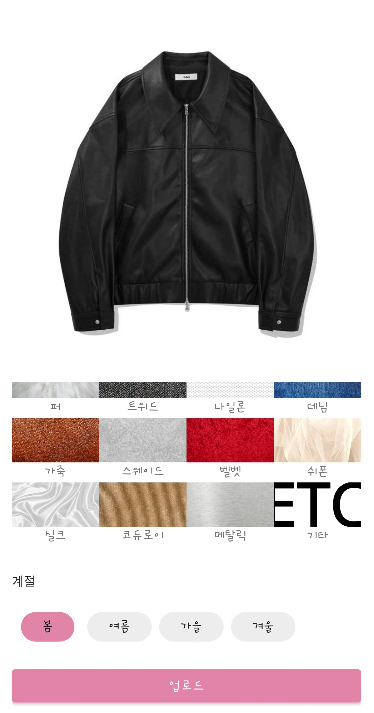 퍼 트위드 나일론 데님
가죽 스웨이드 벨벳 쉬폰
ETC
실크 코듀로이 메탈릭 기타
계절
봄 여름 가을 겨울
업로드